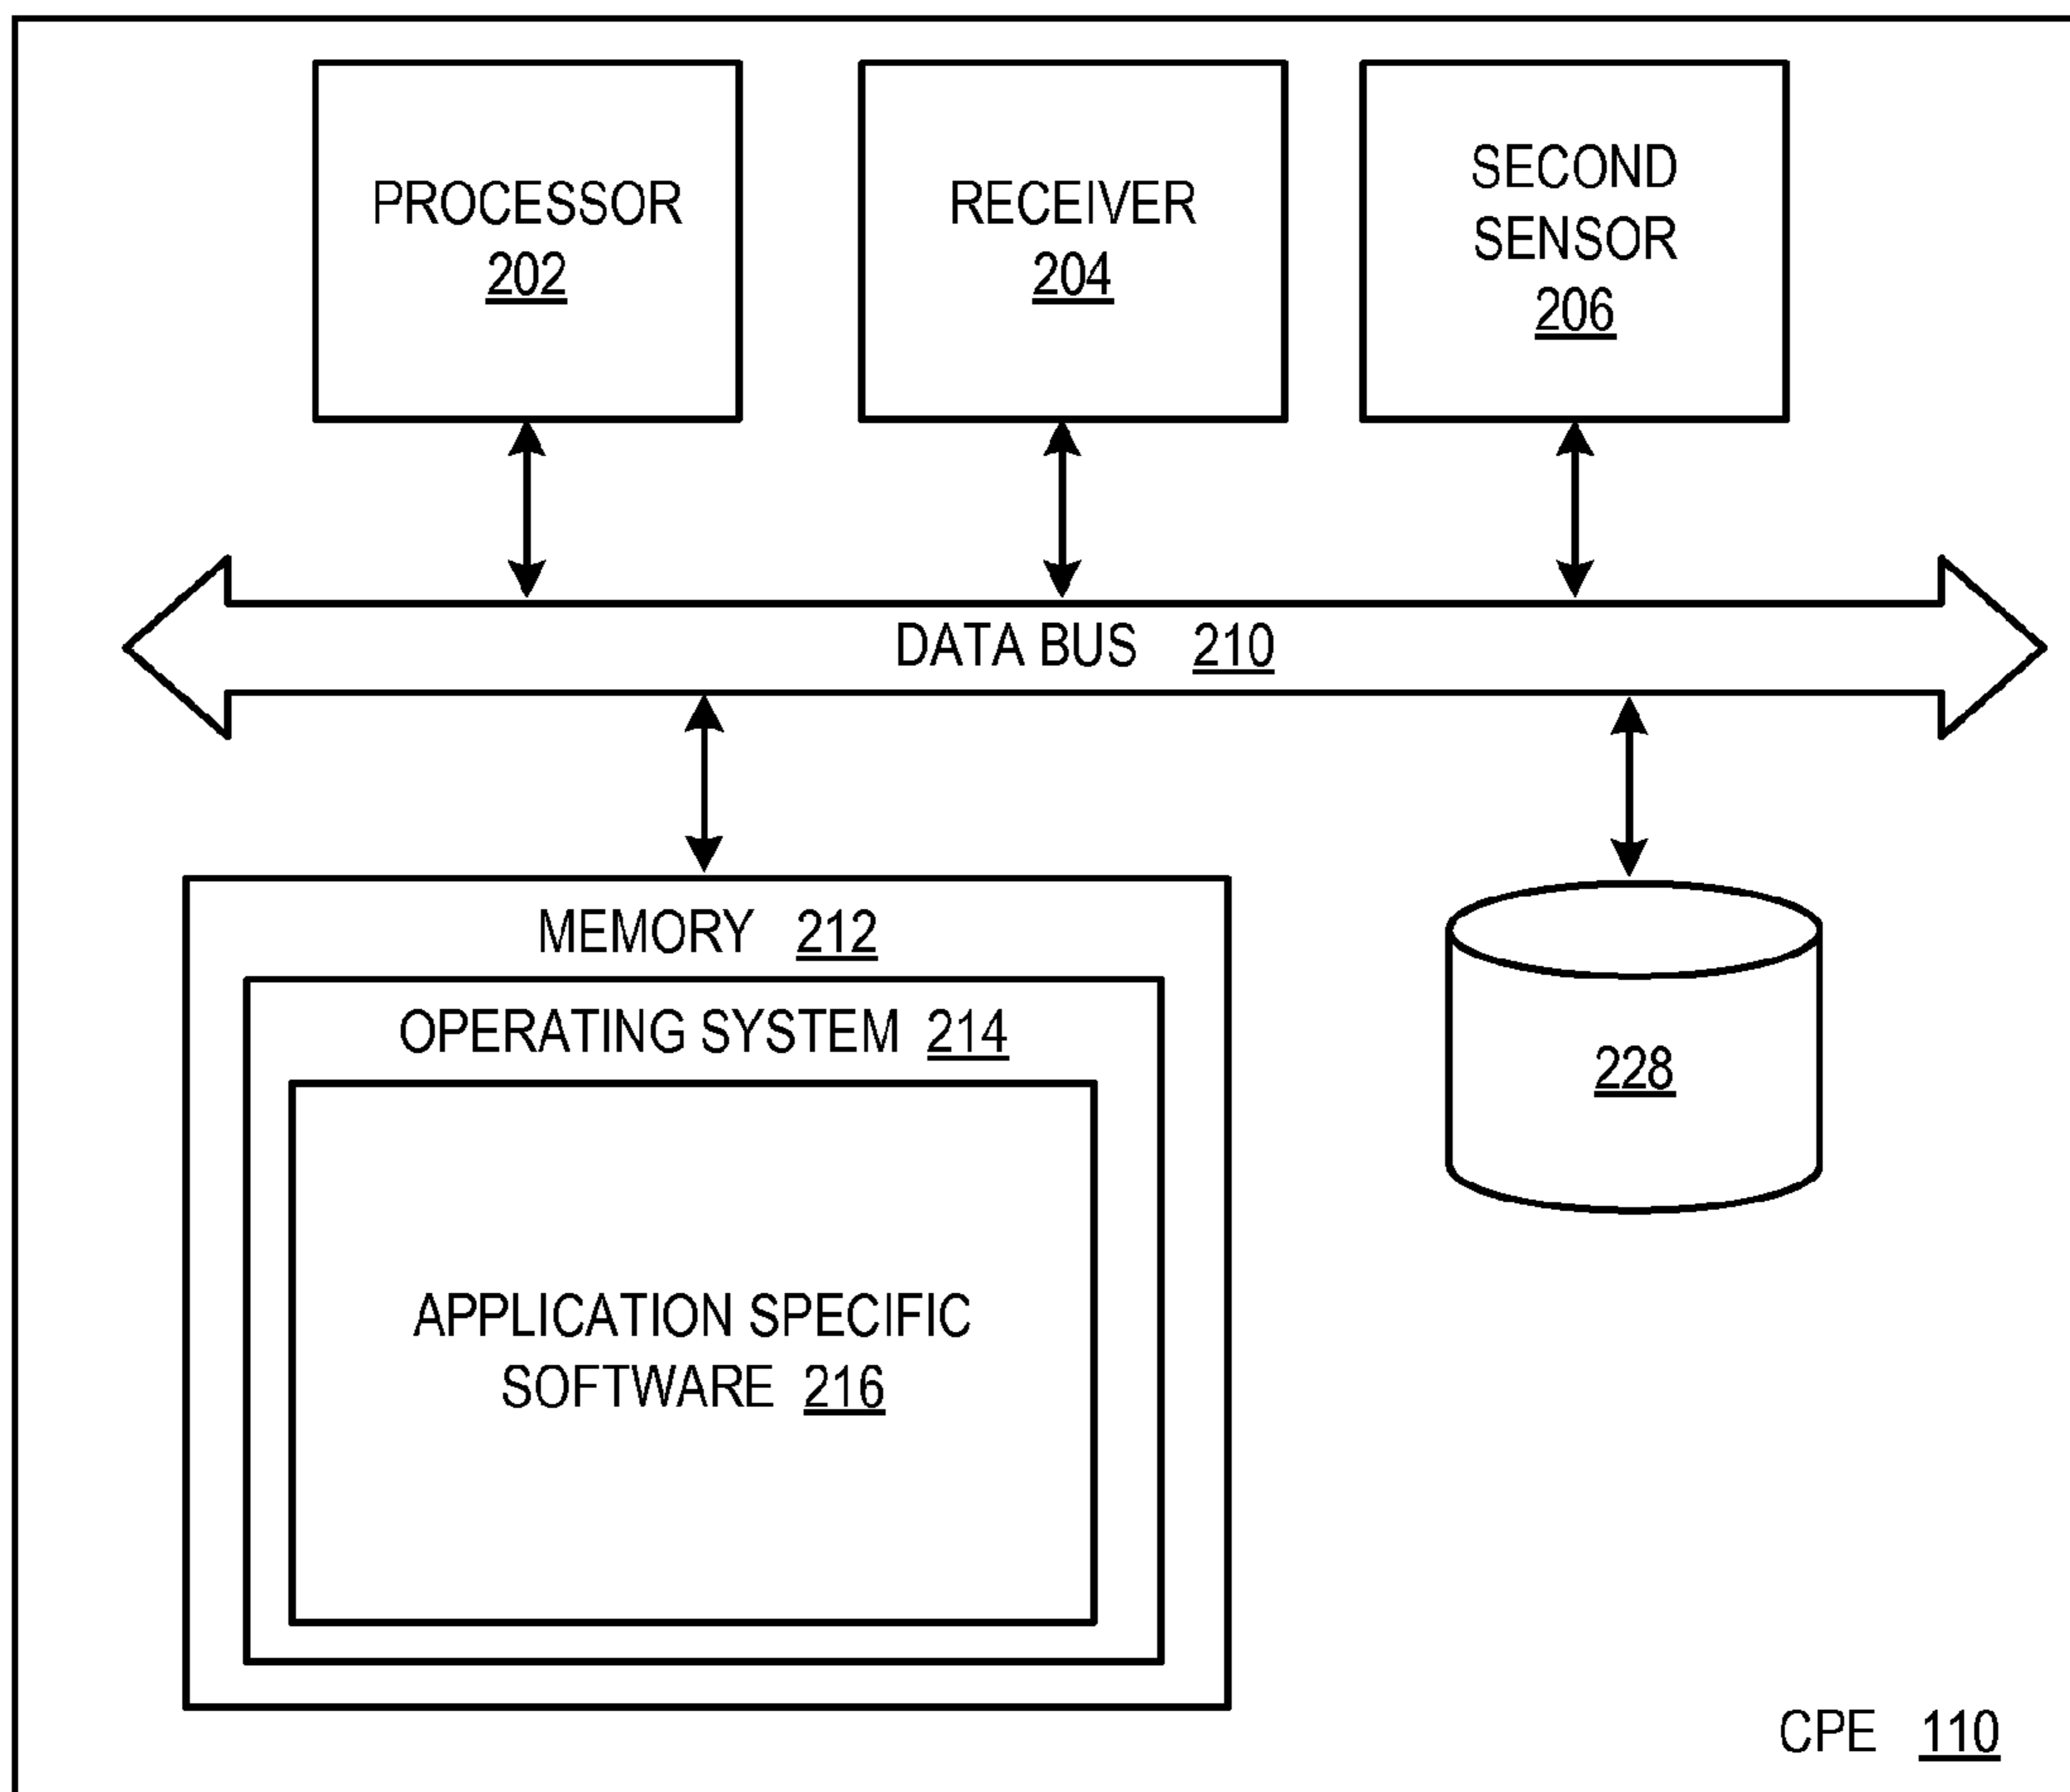 PROCESSOR
202
RECEIVER
204
SECOND
SENSOR
206
DATA BUS 210
MEMORY 212
OPERATING SYSTEM 214
APPLICATION SPECIFIC
SOFTWARE 216
228
CPE 110